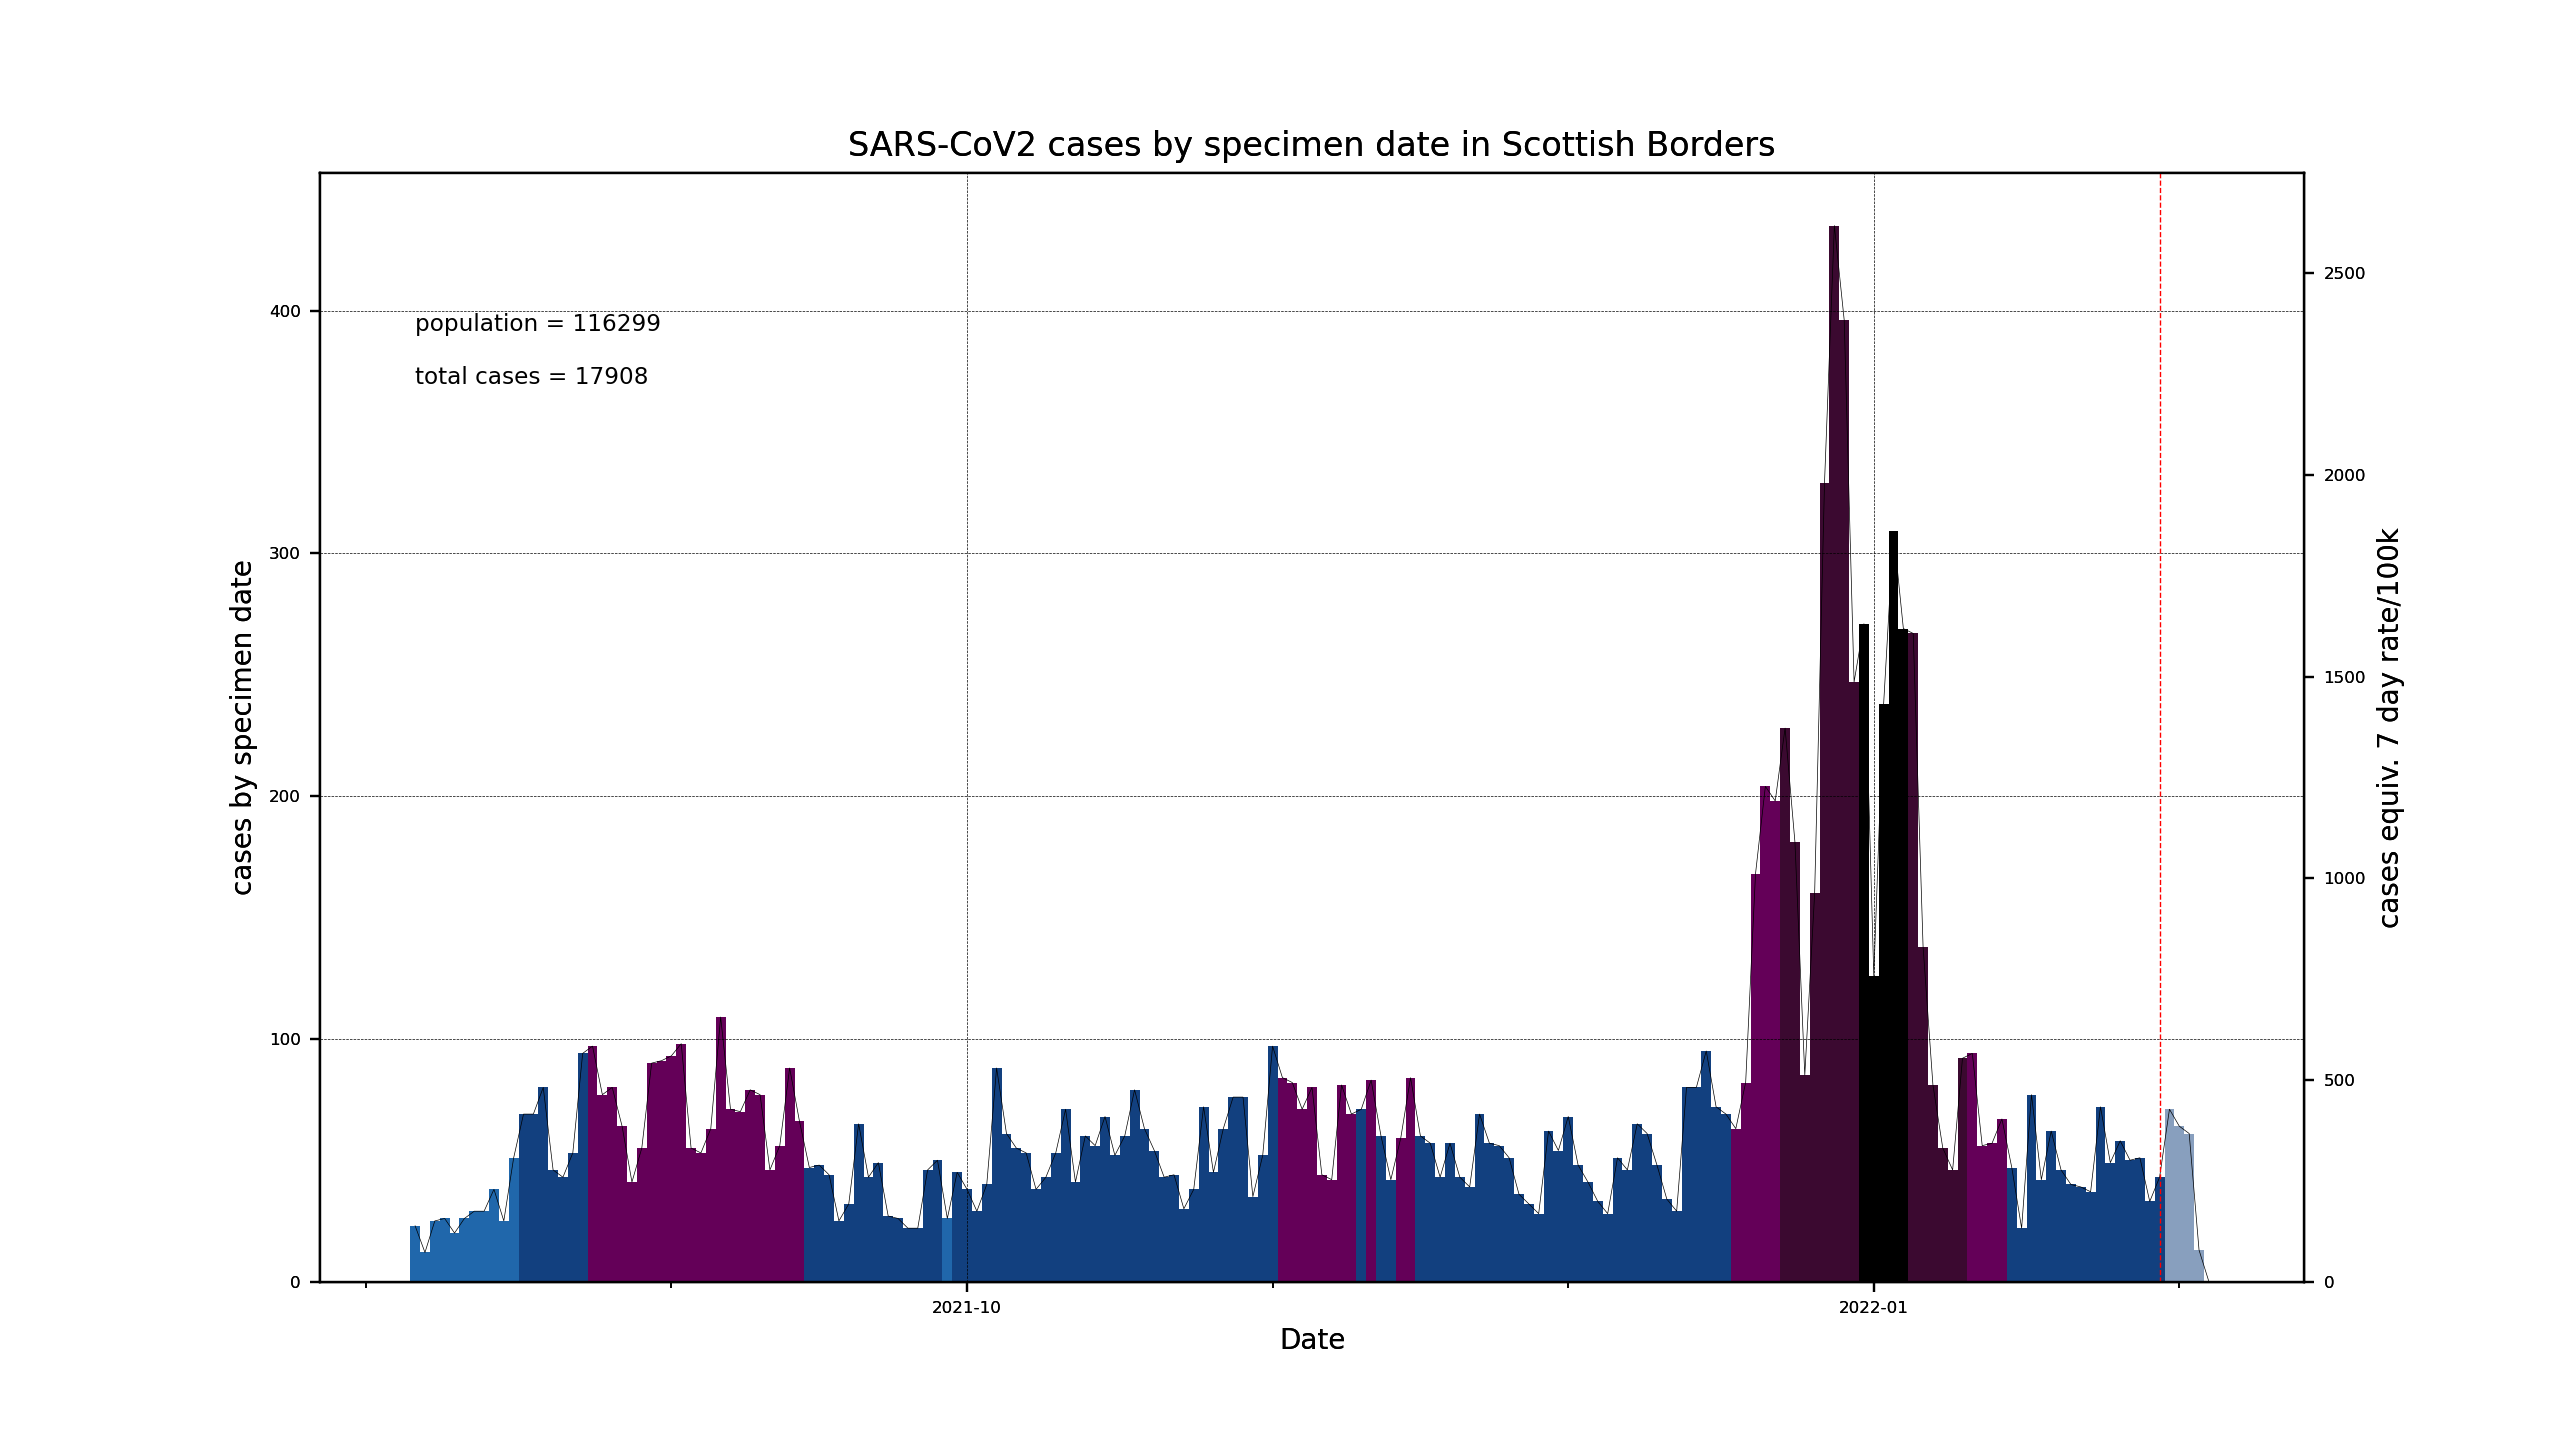 SARS-CoV2 cases by specimen date in Scottish Borders
population = 116299
total cases = 17908
cases by specimen date
400
300
200
100
0
2500
2000
1500
1000
500
0
cases equiv. 7 day rate/100k
2021-10
2022-01
Date